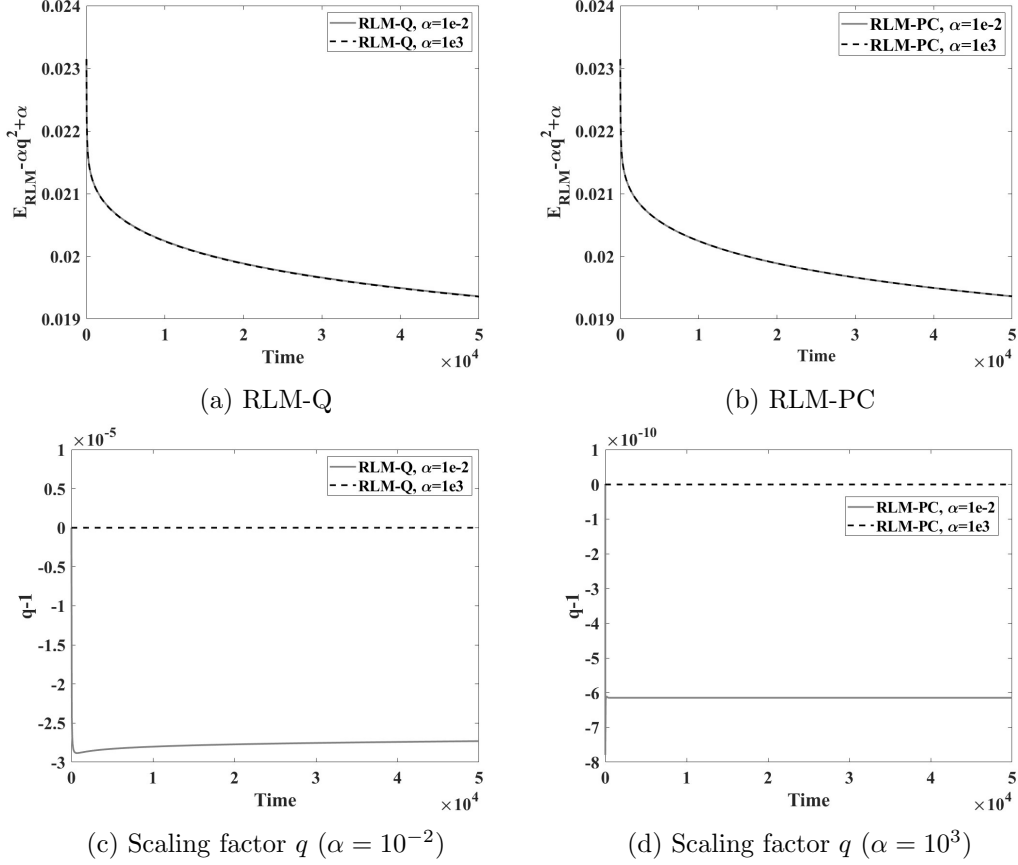 0.024
0.023
0.022
0.021
0.02
0.019
E_RLM-αq²+α
RLM-Q, α=1e-2
RLM-Q, α=1e3
0 1 2 3 4 5
Time
×10⁴
(a) RLM-Q
0.024
0.023
0.022
0.021
0.02
0.019
E_RLM-αq²+α
RLM-PC, α=1e-2
RLM-PC, α=1e3
0 1 2 3 4 5
Time
×10⁴
(b) RLM-PC
×10⁻⁵
1
0.5
0
-0.5
-1
-1.5
-2
-2.5
-3
q-1
RLM-Q, α=1e-2
RLM-Q, α=1e3
0 1 2 3 4 5
Time
×10⁴
(c) Scaling factor q (α = 10⁻²)
×10⁻¹⁰
1
0
-1
-2
-3
-4
-5
-6
-7
-8
q-1
RLM-PC, α=1e-2
RLM-PC, α=1e3
0 1 2 3 4 5
Time
×10⁴
(d) Scaling factor q (α = 10³)